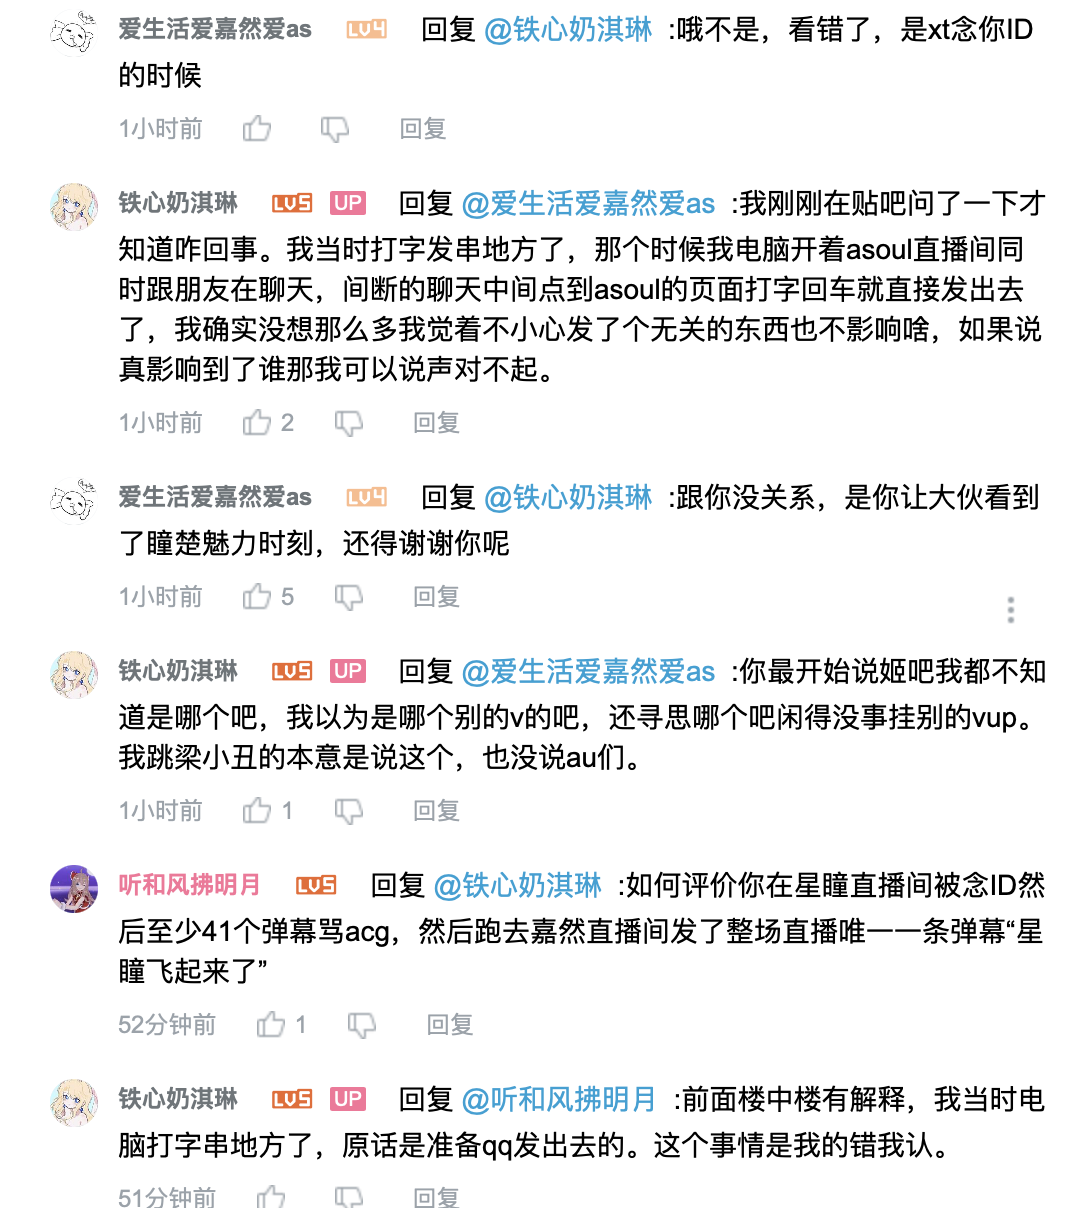 爱生活爱嘉然爱as LV4 回复 @铁心奶淇琳 :哦不是，看错了，是xt念你ID
的时候
1小时前 回复
铁心奶淇琳 LV5 UP 回复 @爱生活爱嘉然爱as :我刚刚在贴吧问了一下才
知道咋回事。我当时打字发串地方了，那个时候我电脑开着asoul直播间同
时跟朋友在聊天，间断的聊天中间点到asoul的页面打字回车就直接发出去
了，我确实没想那么多我觉着不小心发了个无关的东西也不影响啥，如果说
真影响到了谁那我可以说声对不起。
1小时前 2 回复
爱生活爱嘉然爱as LV4 回复 @铁心奶淇琳 :跟你没关系，是你让大伙看到
了瞳楚魅力时刻，还得谢谢你呢
1小时前 5 回复
铁心奶淇琳 LV5 UP 回复 @爱生活爱嘉然爱as :你最开始说姬吧我都不知
道是哪个吧，我以为是哪个别的v的吧，还寻思哪个吧闲得没事挂别的vup。
我跳梁小丑的本意是说这个，也没说au们。
1小时前 1 回复
听和风拂明月 LV5 回复 @铁心奶淇琳 :如何评价你在星瞳直播间被念ID然
后至少41个弹幕骂acg，然后跑去嘉然直播间发了整场直播唯一一条弹幕“星
瞳飞起来了”
52分钟前 1 回复
铁心奶淇琳 LV5 UP 回复 @听和风拂明月 :前面楼中楼有解释，我当时电
脑打字串地方了，原话是准备qq发出去的。这个事情是我的错我认。
51分钟前 回复